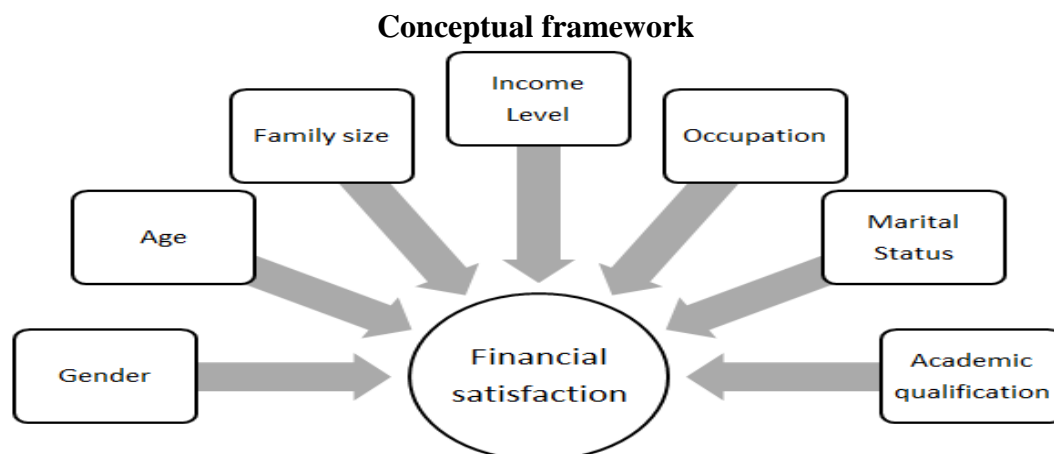 Conceptual framework
Income
Level
Family size
Occupation
Age
Marital
Status
Gender
Financial
satisfaction
Academic
qualification